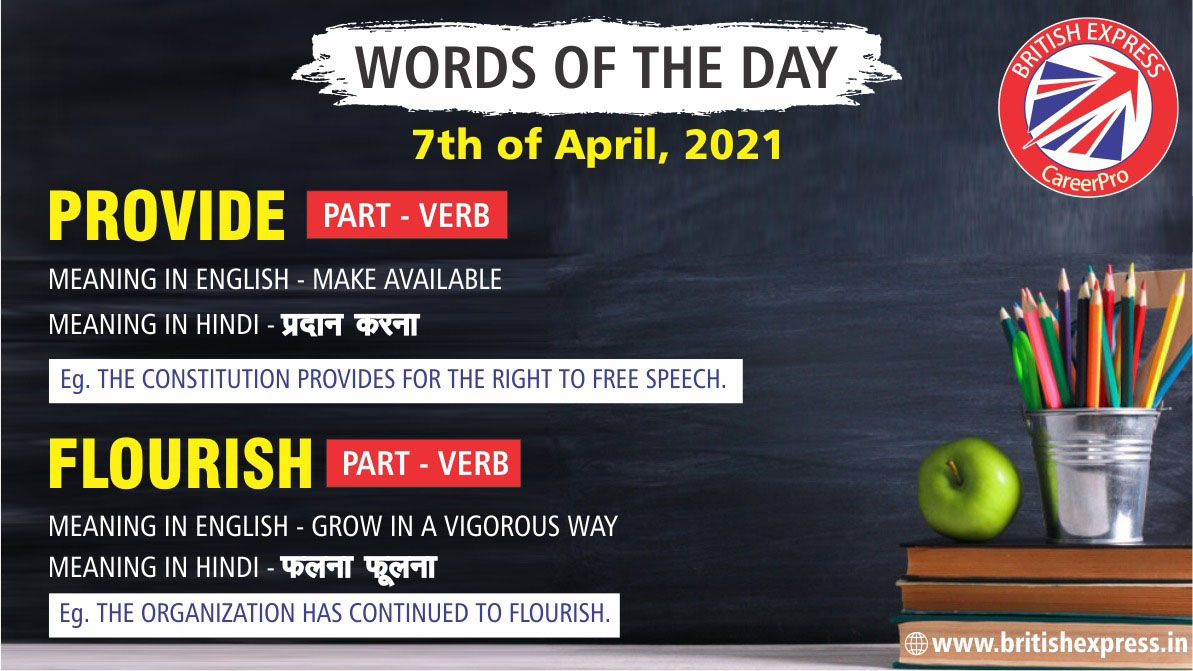 WORDS OF THE DAY
7th of April, 2021
BRITISH EXPRESS
CareerPro
PROVIDE PART - VERB
MEANING IN ENGLISH - MAKE AVAILABLE
MEANING IN HINDI - प्रदान करना
Eg. THE CONSTITUTION PROVIDES FOR THE RIGHT TO FREE SPEECH.
FLOURISH PART - VERB
MEANING IN ENGLISH - GROW IN A VIGOROUS WAY
MEANING IN HINDI - फलना फूलना
Eg. THE ORGANIZATION HAS CONTINUED TO FLOURISH.
www.britishexpress.in